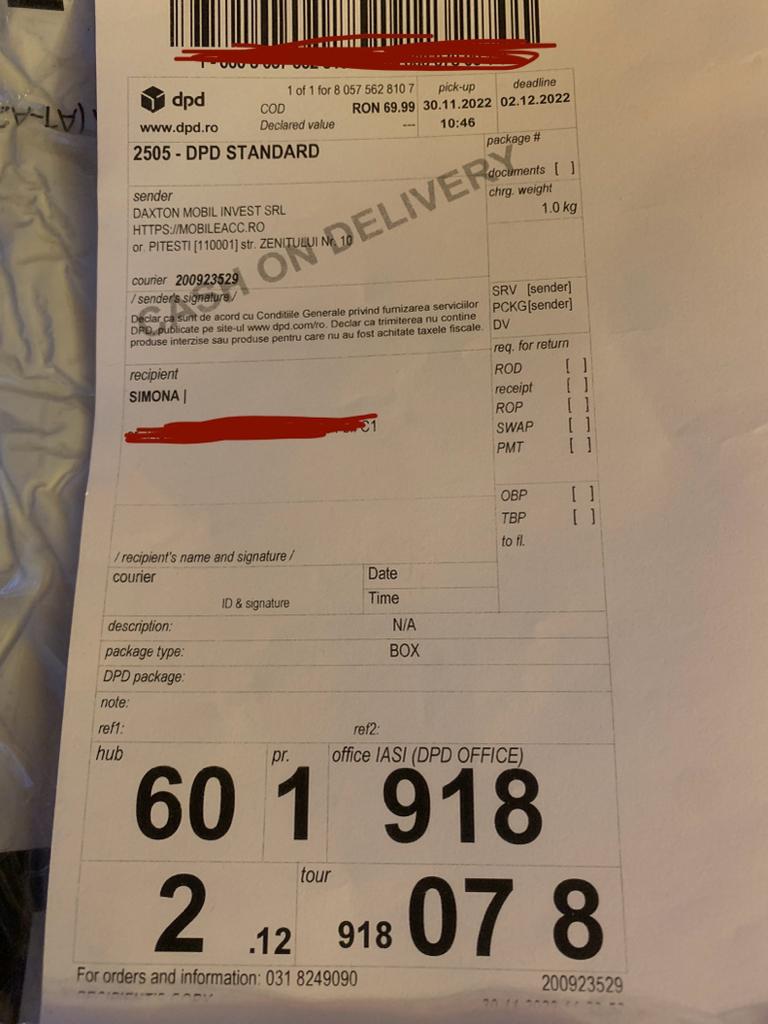 dpd
www.dpd.ro
1 of 1 for 8 057 562 810 7
COD RON 69.99
Declared value ---
pick-up
30.11.2022
10:46
deadline
02.12.2022
2505 - DPD STANDARD
package #
documents [ ]
chrg. weight
1.0 kg
CASH ON DELIVERY
sender
DAXTON MOBIL INVEST SRL
HTTPS://MOBILEACC.RO
or. PITESTI [110001] str. ZENITULUI Nr. 10
courier 200923529
/ sender's signature /
Declar ca sunt de acord cu Conditiile Generale privind furnizarea serviciilor
DPD, publicate pe site-ul www.dpd.com/ro. Declar ca trimiterea nu contine
produse interzise sau produse pentru care nu au fost achitate taxele fiscale.
SRV [sender]
PCKG[sender]
DV
req. for return
ROD [ ]
receipt [ ]
ROP [ ]
SWAP [ ]
PMT [ ]
OBP [ ]
TBP [ ]
to fl.
recipient
SIMONA |
C1
/ recipient's name and signature /
courier
ID & signature
Date
Time
description: N/A
package type: BOX
DPD package:
note:
ref1: ref2:
hub pr. office IASI (DPD OFFICE)
60 1 918
tour
2 .12 918 07 8
For orders and information: 031 8249090 200923529